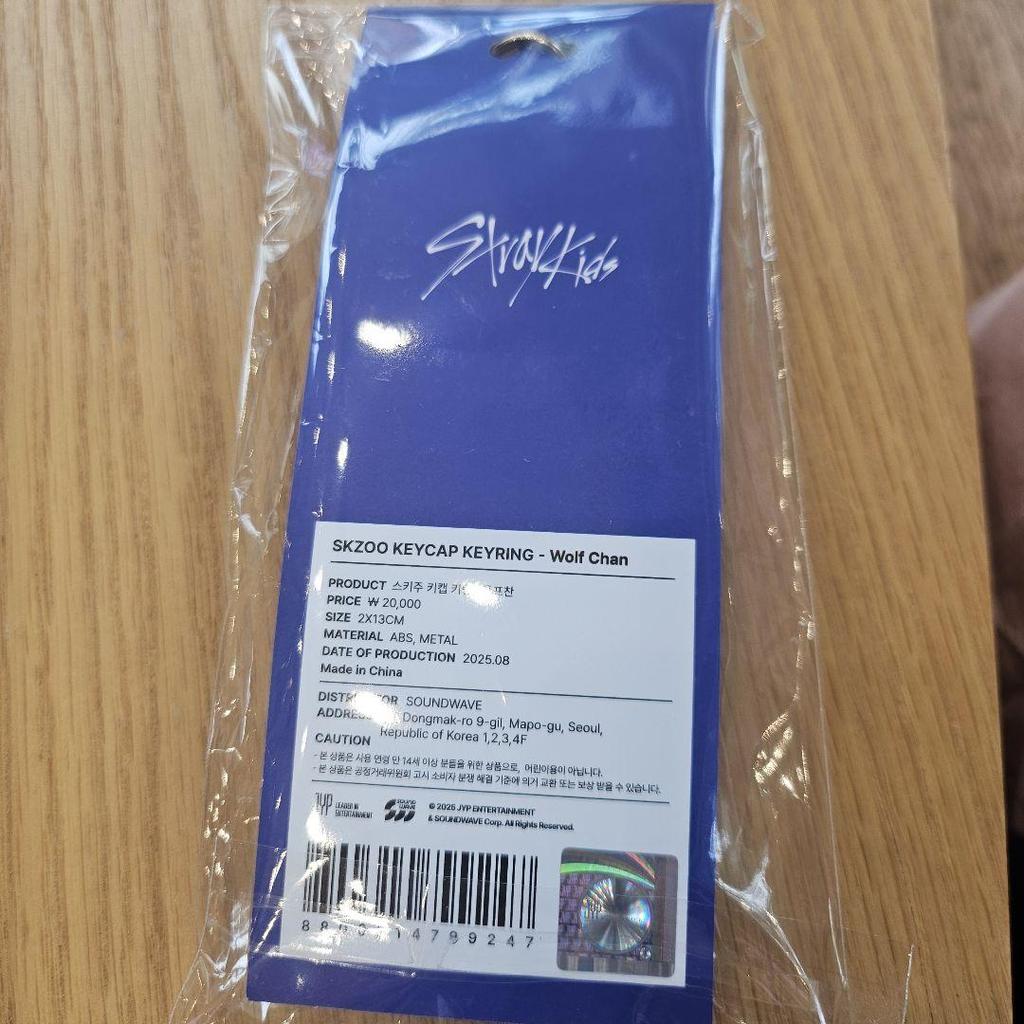 Stray Kids
SKZOO KEYCAP KEYRING - Wolf Chan
PRODUCT 스키주 키캡
PRICE ₩ 20,000
SIZE 2X13CM
MATERIAL ABS, METAL
DATE OF PRODUCTION 2025.08
Made in China
SOUNDWAVE
Dongmak-ro 9-gil, Mapo-gu, Seoul,
Republic of Korea 1,2,3,4F
CAUTION
- 본 상품은 사용 연령 만 14세 이상 분들을 위한 상품으로, 어린이용이 아닙니다.
- 본 상품은 공정거래위원회 고시 소비자 분쟁 해결 기준에 의거 교환 또는 보상 받을 수 있습니다.
JYP LEADER IN ENTERTAINMENT
SOUND WAVE
© 2025 JYP ENTERTAINMENT
& SOUNDWAVE Corp. All Rights Reserved.